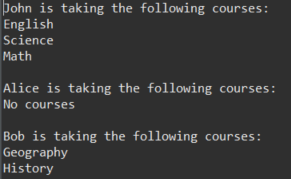 John is taking the following courses:
English
Science
Math

Alice is taking the following courses:
No courses

Bob is taking the following courses:
Geography
History